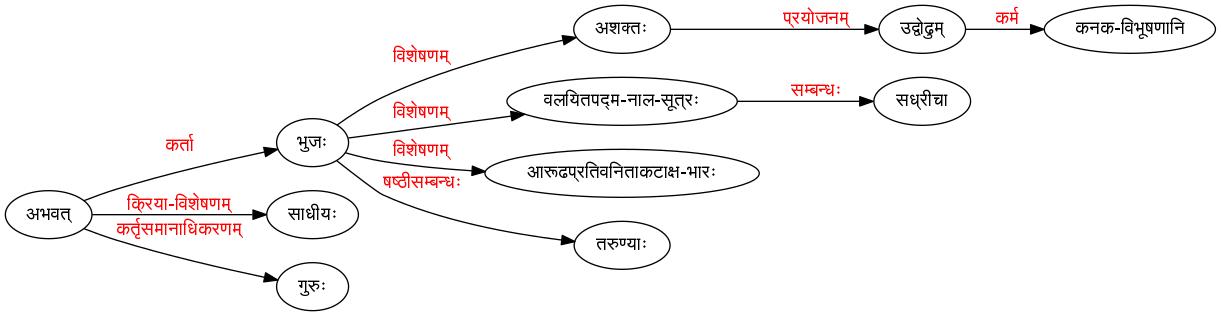 अशक्तः
प्रयोजनम्
उद्वोढुम्
कर्म
कनक-विभूषणानि
विशेषणम्
विशेषणम्
वलयितपद्म-नाल-सूत्रः
सम्बन्धः
सध्रीचा
कर्ता
भुजः
विशेषणम्
आरूढप्रतिवनिताकटाक्ष-भारः
षष्ठीसम्बन्धः
अभवत्
क्रिया-विशेषणम्
साधीयः
कर्तृसमानाधिकरणम्
तरुण्याः
गुरुः